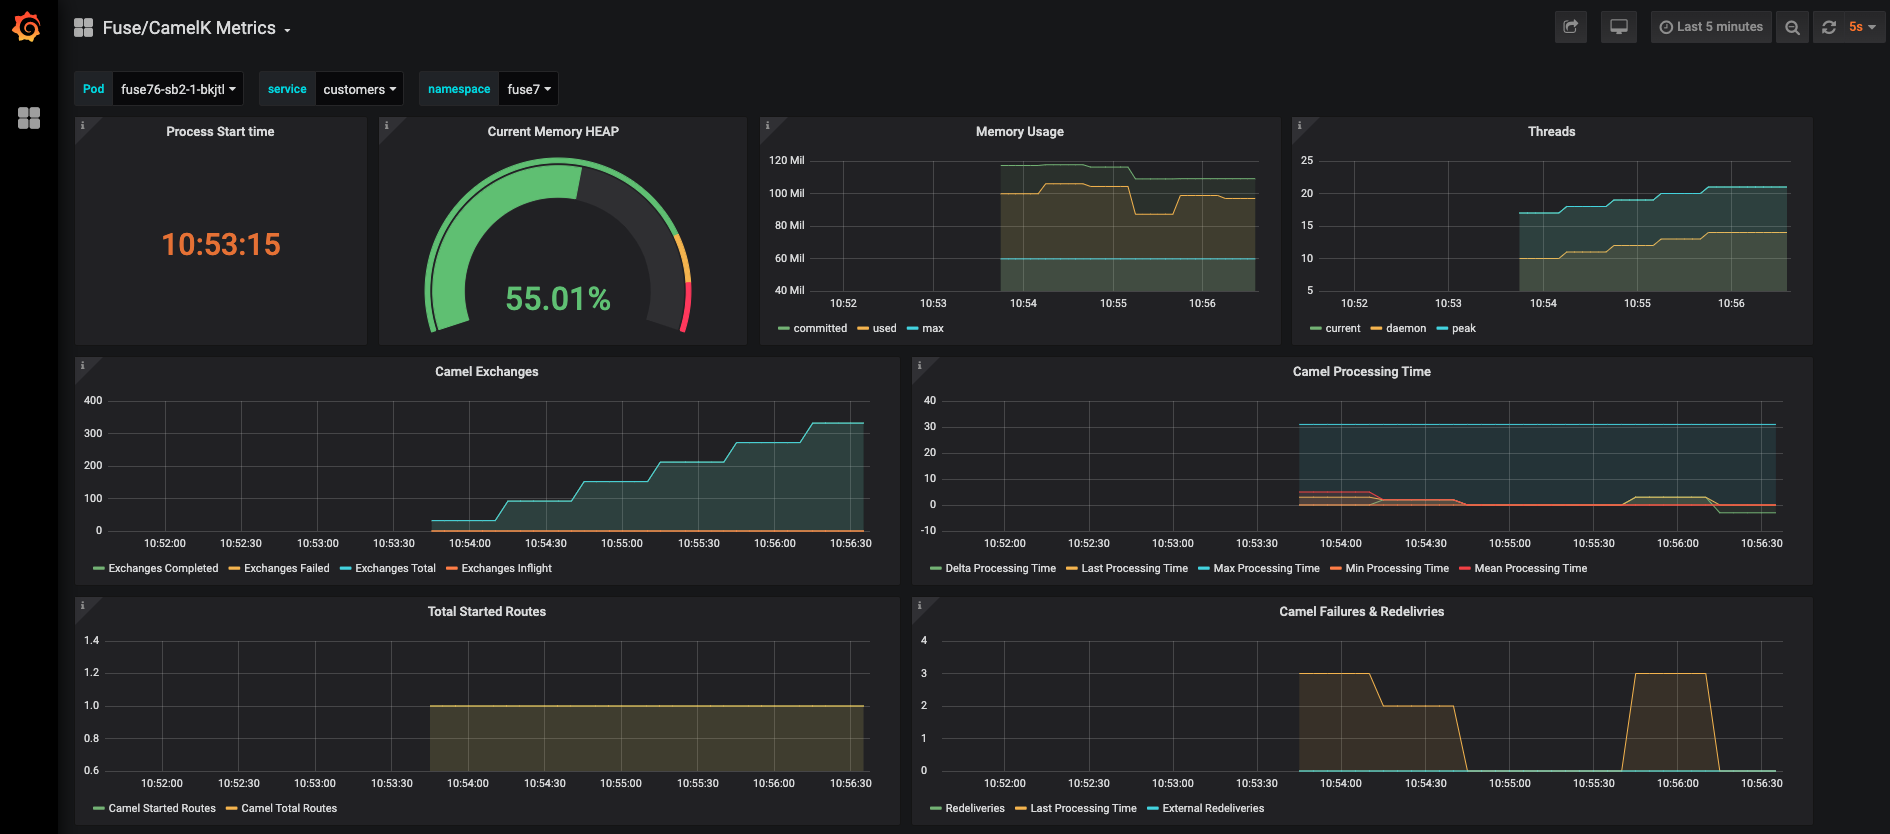 Fuse/CamelK Metrics
Last 5 minutes
5s
Pod fuse76-sb2-1-bkjtl service customers namespace fuse7
Process Start time
10:53:15
Current Memory HEAP
55.01%
Memory Usage
120 Mil
100 Mil
80 Mil
60 Mil
40 Mil
10:52 10:53 10:54 10:55 10:56
committed used max
Threads
25
20
15
10
5
10:52 10:53 10:54 10:55 10:56
current daemon peak
Camel Exchanges
400
300
200
100
0
10:52:00 10:52:30 10:53:00 10:53:30 10:54:00 10:54:30 10:55:00 10:55:30 10:56:00 10:56:30
Exchanges Completed Exchanges Failed Exchanges Total Exchanges Inflight
Camel Processing Time
40
30
20
10
0
-10
10:52:00 10:52:30 10:53:00 10:53:30 10:54:00 10:54:30 10:55:00 10:55:30 10:56:00 10:56:30
Delta Processing Time Last Processing Time Max Processing Time Min Processing Time Mean Processing Time
Total Started Routes
1.4
1.2
1.0
0.8
0.6
10:52:00 10:52:30 10:53:00 10:53:30 10:54:00 10:54:30 10:55:00 10:55:30 10:56:00 10:56:30
Camel Started Routes Camel Total Routes
Camel Failures & Redelivries
4
3
2
1
0
10:52:00 10:52:30 10:53:00 10:53:30 10:54:00 10:54:30 10:55:00 10:55:30 10:56:00 10:56:30
Redeliveries Last Processing Time External Redeliveries